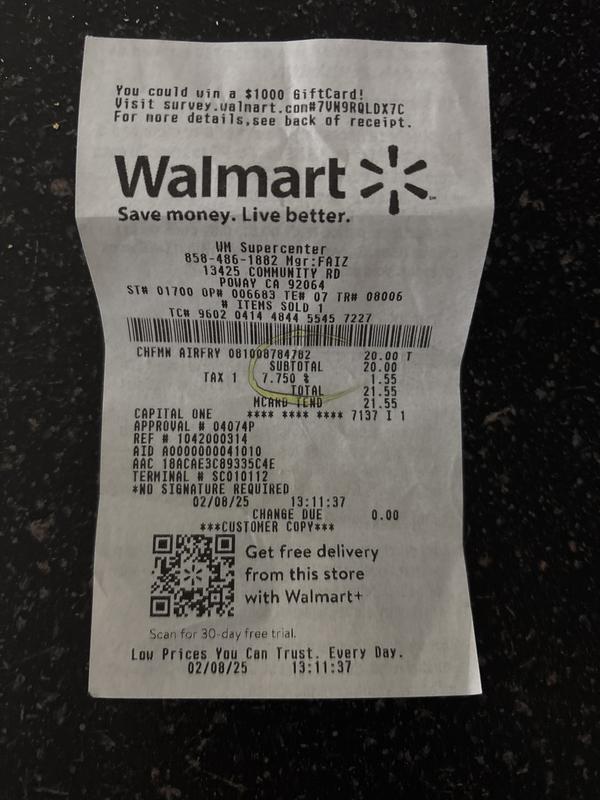 You could win a $1000 GiftCard!
Visit survey.walmart.com#7VN9RQLDX7C
For more details,see back of receipt.
Walmart
Save money. Live better.
WM Supercenter
858-486-1882 Mgr:FAIZ
13425 COMMUNITY RD
POWAY CA 92064
ST# 01700 OP# 006683 TE# 07 TR# 08006
# ITEMS SOLD 1
TC# 9602 0414 4844 5545 7227
CHFMN AIRFRY 081008784782 20.00 T
SUBTOTAL 20.00
TAX 1 7.750 % 1.55
TOTAL 21.55
MCARD TEND 21.55
CAPITAL ONE **** **** **** 7137 I 1
APPROVAL # 04074P
REF # 1042000314
AID A0000000041010
AAC 18ACAE3C89335C4E
TERMINAL # SC010112
*NO SIGNATURE REQUIRED
02/08/25 13:11:37
CHANGE DUE 0.00
***CUSTOMER COPY***
Get free delivery
from this store
with Walmart+
Scan for 30-day free trial.
Low Prices You Can Trust. Every Day.
02/08/25 13:11:37